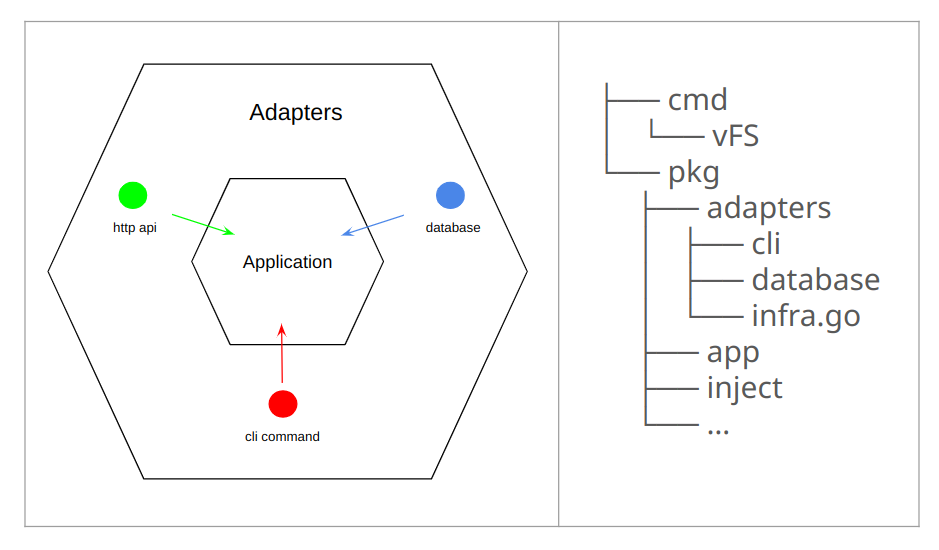 Adapters
http api
database
Application
cli command
cmd
vFS
pkg
adapters
cli
database
infra.go
app
inject
...